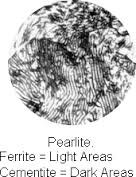 Pearlite
Ferrite = Light Areas
Cementite = Dark Areas